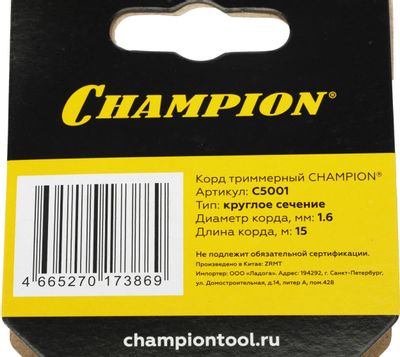 CHAMPION®
Корд триммерный CHAMPION®
Артикул: C5001
Тип: круглое сечение
Диаметр корда, мм: 1.6
Длина корда, м: 15
Не подлежит обязательной сертификации.
Произведено в Китае: ZRMT
Импортер: ООО «Ладога». Адрес: 194292, г. Санкт-Петербург,
ул. Домостроительная, д.14, литер А, пом.428
4 665270 173869
championtool.ru